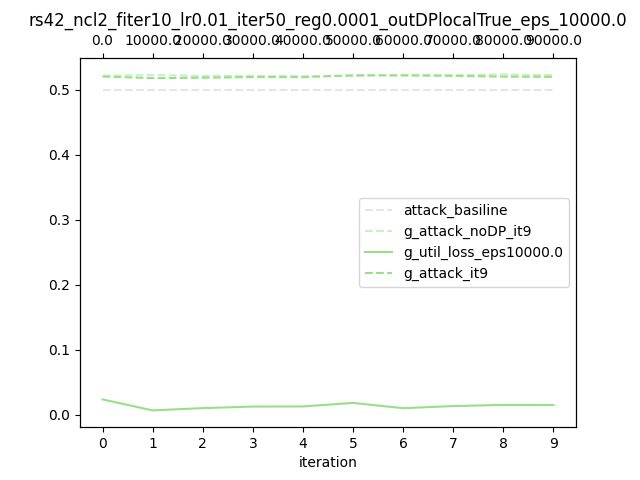 rs42_ncl2_fiter10_lr0.01_iter50_reg0.0001_outDPlocalTrue_eps_10000.0
0.0 10000.0 20000.0 30000.0 40000.0 50000.0 60000.0 70000.0 80000.0 90000.0
0.5
0.4
0.3
0.2
0.1
0.0
attack_basiline
g_attack_noDP_it9
g_util_loss_eps10000.0
g_attack_it9
0 1 2 3 4 5 6 7 8 9
iteration